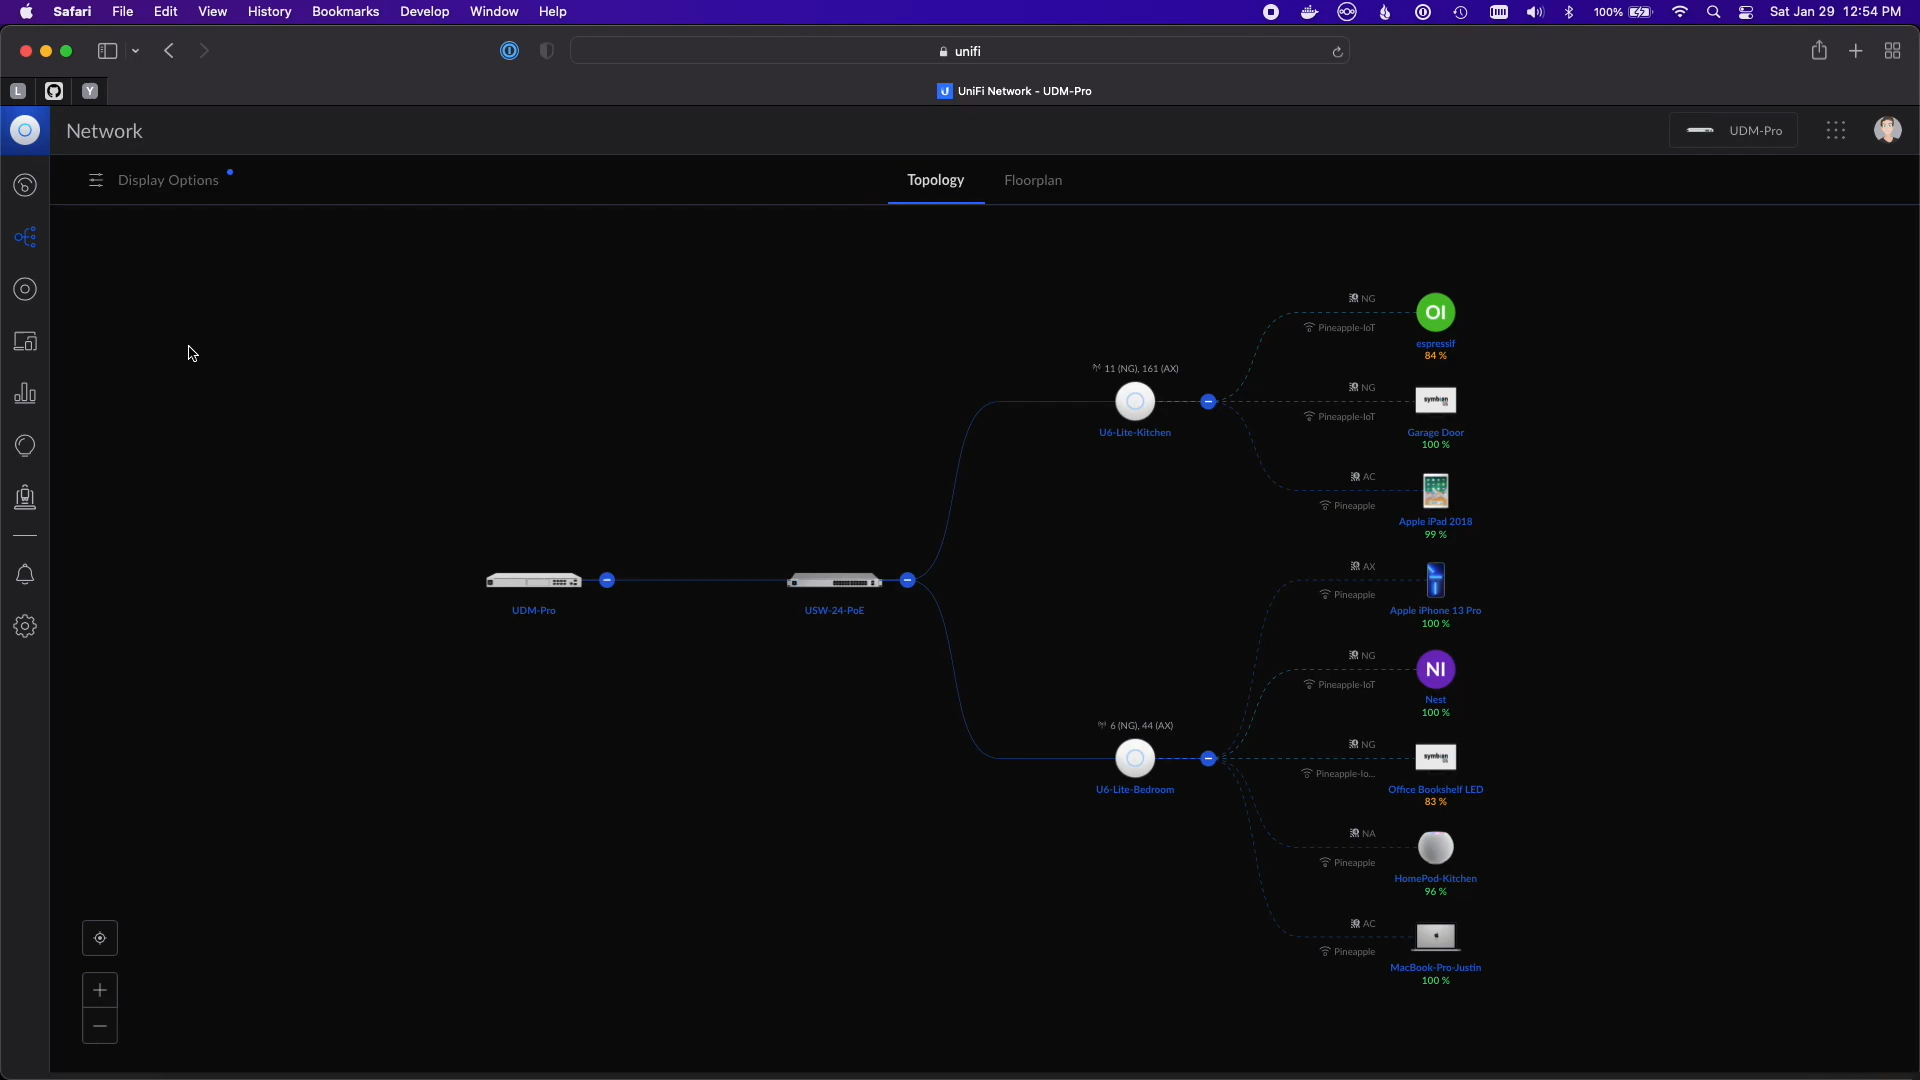 Safari File Edit View History Bookmarks Develop Window Help 100% Sat Jan 29 12:54 PM
unifi
L Y UniFi Network - UDM-Pro
Network UDM-Pro
Display Options Topology Floorplan
NG
OI
Pineapple-IoT
espressif
84 %
11 (NG), 161 (AX)
NG
symbian
Pineapple-IoT
U6-Lite-Kitchen
Garage Door
100 %
AC
Pineapple
Apple iPad 2018
99 %
AX
Pineapple
UDM-Pro USW-24-PoE Apple iPhone 13 Pro
100 %
NG
NI
Pineapple-IoT
Nest
100 %
6 (NG), 44 (AX)
NG
symbian
Pineapple-Io...
U6-Lite-Bedroom Office Bookshelf LED
83 %
NA
Pineapple
HomePod-Kitchen
96 %
AC
Pineapple
MacBook-Pro-Justin
100 %